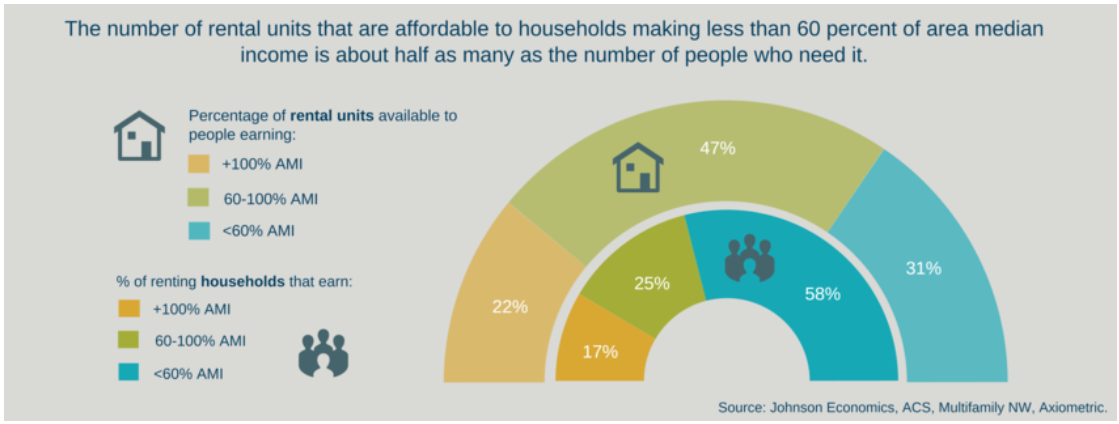 The number of rental units that are affordable to households making less than 60 percent of area median
income is about half as many as the number of people who need it.
Percentage of rental units available to
people earning:
+100% AMI
60-100% AMI
<60% AMI
% of renting households that earn:
+100% AMI
60-100% AMI
<60% AMI
47%
31%
22%
25%
58%
17%
Source: Johnson Economics, ACS, Multifamily NW, Axiometric.